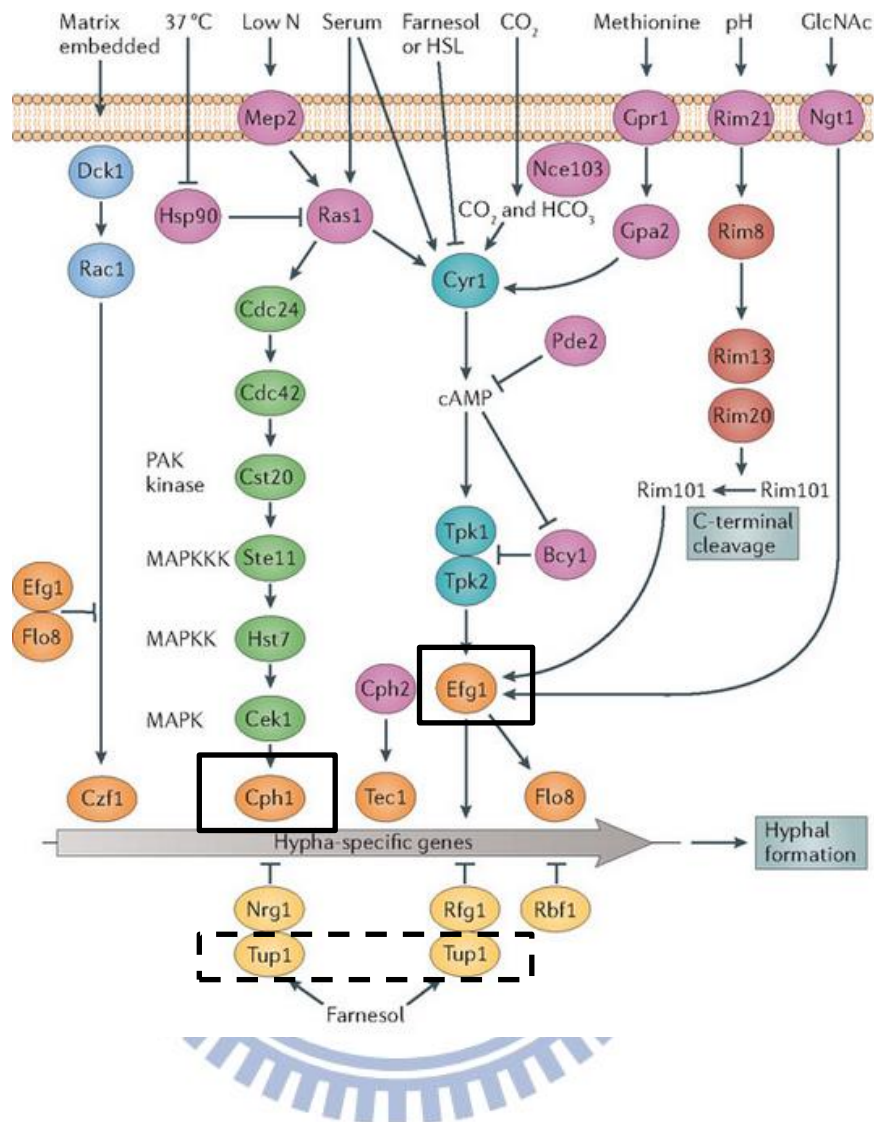 Matrix
embedded
37 °C
Low N
Serum
Farnesol
or HSL
CO2
Methionine
pH
GlcNAc
Mep2
Gpr1
Rim21
Ngt1
Dck1
Nce103
Hsp90
Ras1
CO2 and HCO3
Gpa2
Rim8
Rac1
Cyr1
Cdc24
Pde2
Rim13
Cdc42
cAMP
Rim20
PAK
kinase
Cst20
Rim101
Rim101
C-terminal
cleavage
Tpk1
MAPKKK
Ste11
Bcy1
Tpk2
Efg1
Flo8
MAPKK
Hst7
Cph2
Efg1
MAPK
Cek1
Czf1
Cph1
Tec1
Flo8
Hypha-specific genes
Hyphal
formation
Nrg1
Rfg1
Rbf1
Tup1
Tup1
Farnesol